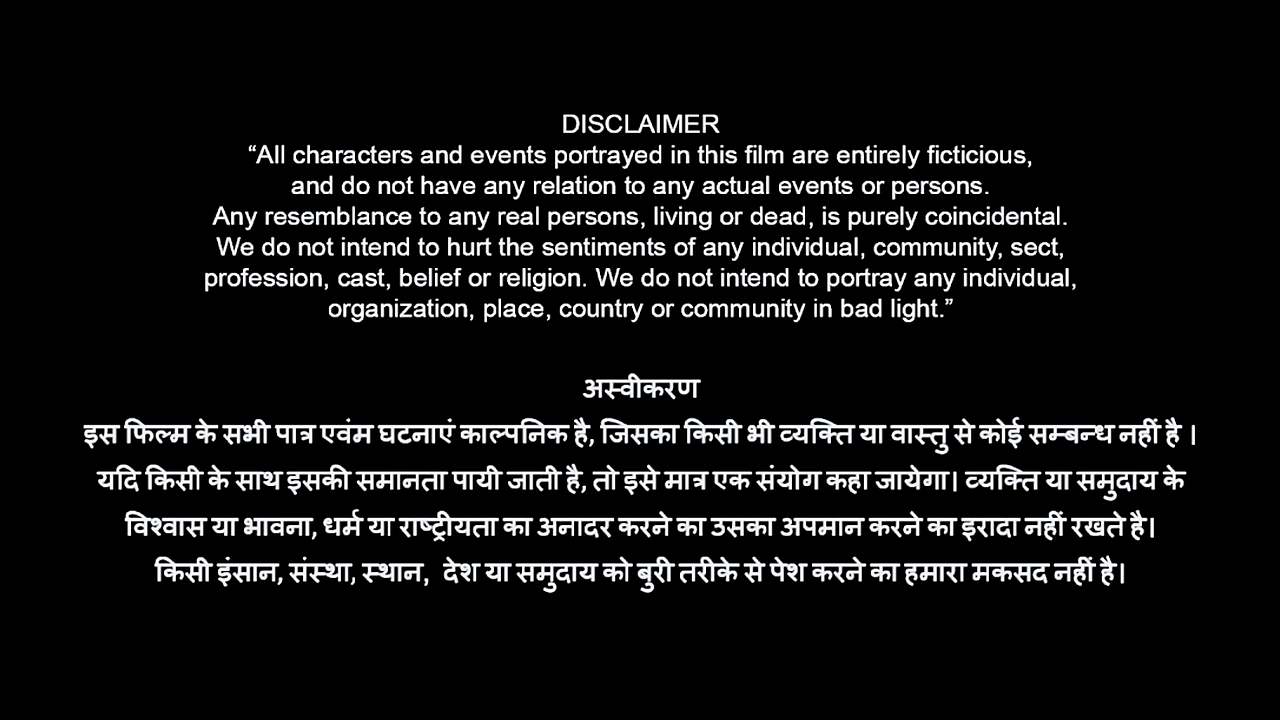 DISCLAIMER
“All characters and events portrayed in this film are entirely ficticious,
and do not have any relation to any actual events or persons.
Any resemblance to any real persons, living or dead, is purely coincidental.
We do not intend to hurt the sentiments of any individual, community, sect,
profession, cast, belief or religion. We do not intend to portray any individual,
organization, place, country or community in bad light.”
अस्वीकरण
इस फिल्म के सभी पात्र एवंम घटनाएं काल्पनिक है, जिसका किसी भी व्यक्ति या वास्तु से कोई सम्बन्ध नहीं है ।
यदि किसी के साथ इसकी समानता पायी जाती है, तो इसे मात्र एक संयोग कहा जायेगा। व्यक्ति या समुदाय के
विश्वास या भावना, धर्म या राष्ट्रीयता का अनादर करने का उसका अपमान करने का इरादा नहीं रखते है।
किसी इंसान, संस्था, स्थान, देश या समुदाय को बुरी तरीके से पेश करने का हमारा मकसद नहीं है।